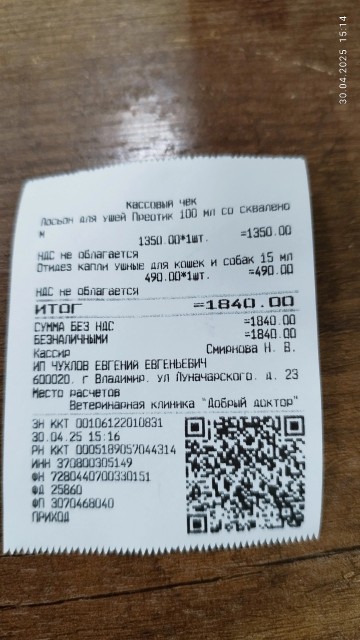 30.04.2025 15:14
Кассовый чек
Лосьон для ушей Преотик 100 мл со сквалено
м
1350.00*1шт. =1350.00
НДС не облагается
Отидез капли ушные для кошек и собак 15 мл
490.00*1шт. =490.00
НДС не облагается
ИТОГ =1840.00
СУММА БЕЗ НДС =1840.00
БЕЗНАЛИЧНЫМИ =1840.00
Кассир Смирнова Н. В.
ИП ЧУХЛОВ ЕВГЕНИЙ ЕВГЕНЬЕВИЧ
600020. г Владимир. ул Луначарского. д. 23
Место расчетов
Ветеринарная клиника "Добрый доктор"
ЗН ККТ 00106122010831
30.04.25 15:16
РН ККТ 0005189057044314
ИНН 370800305149
ФН 7280440700330151
ФД 25860
ФП 3070468040
ПРИХОД